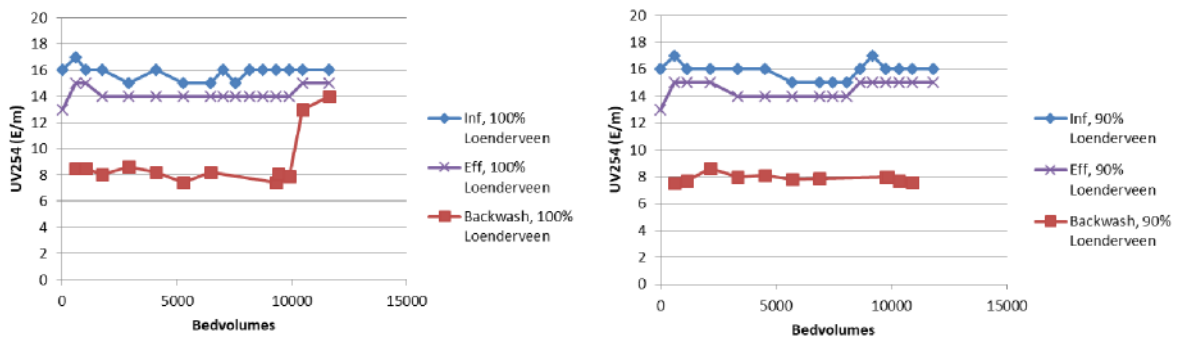 20
18
16
14
12
10
8
6
4
2
0
UV254 (E/m)
0
5000
10000
15000
Bedvolumes
Inf, 100%
Loenderveen
Eff, 100%
Loenderveen
Backwash, 100%
Loenderveen
20
18
16
14
12
10
8
6
4
2
0
UV254 (E/m)
0
5000
10000
15000
Bedvolumes
Inf, 90%
Loenderveen
Eff, 90%
Loenderveen
Backwash, 90%
Loenderveen